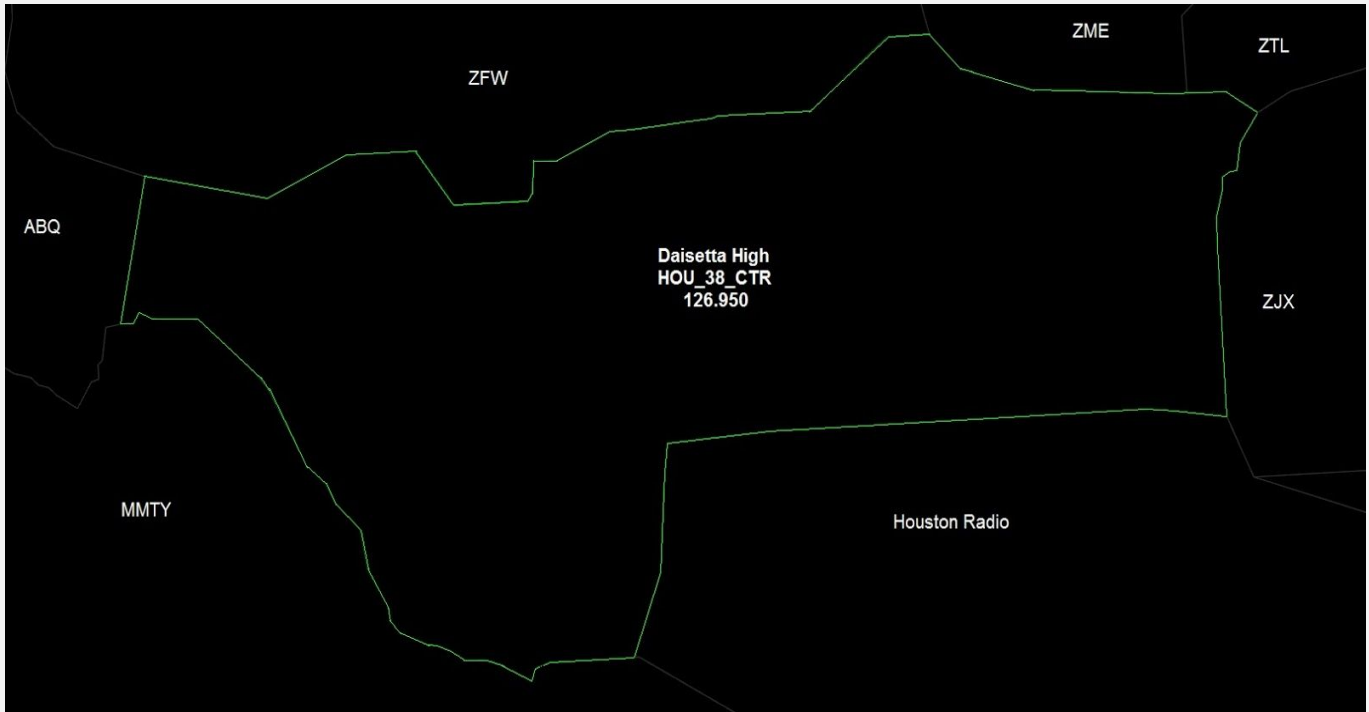 ZME
ZTL
ZFW
ABQ
Daisetta High
HOU_38_CTR
126.950
ZJX
MMTY
Houston Radio